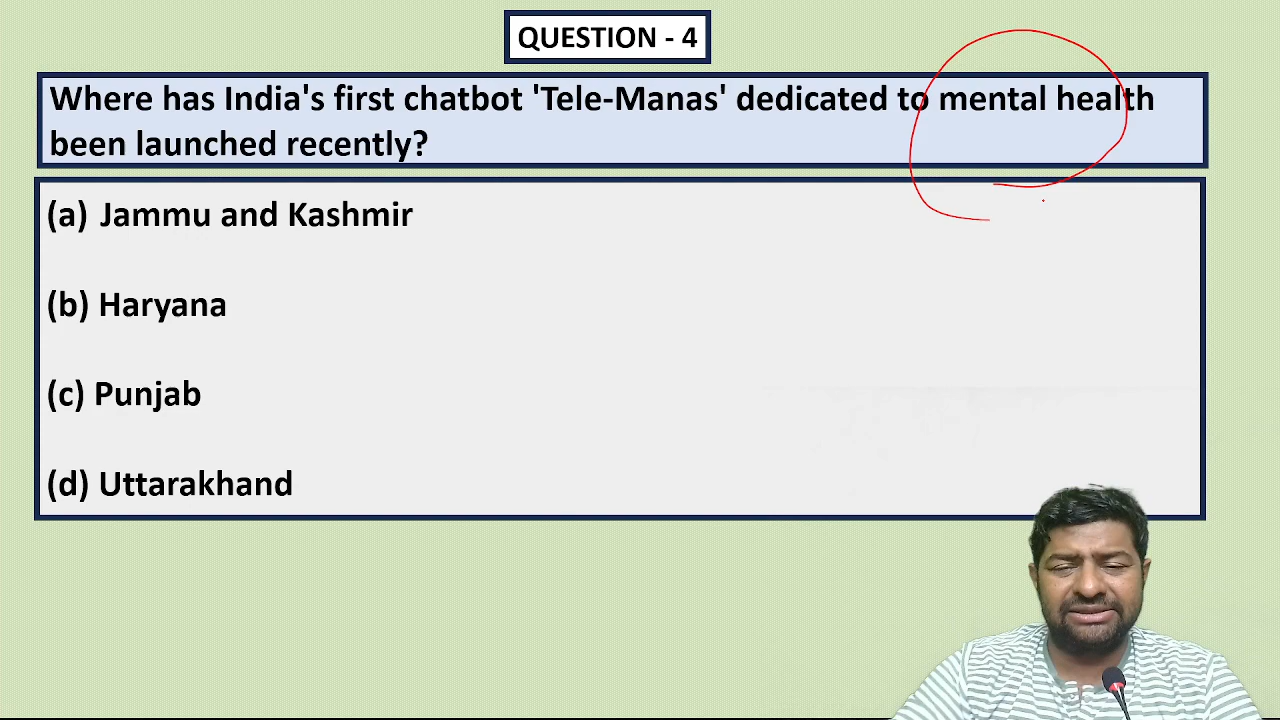 QUESTION - 4
Where has India's first chatbot 'Tele-Manas' dedicated to mental health
been launched recently?
(a) Jammu and Kashmir
(b) Haryana
(c) Punjab
(d) Uttarakhand